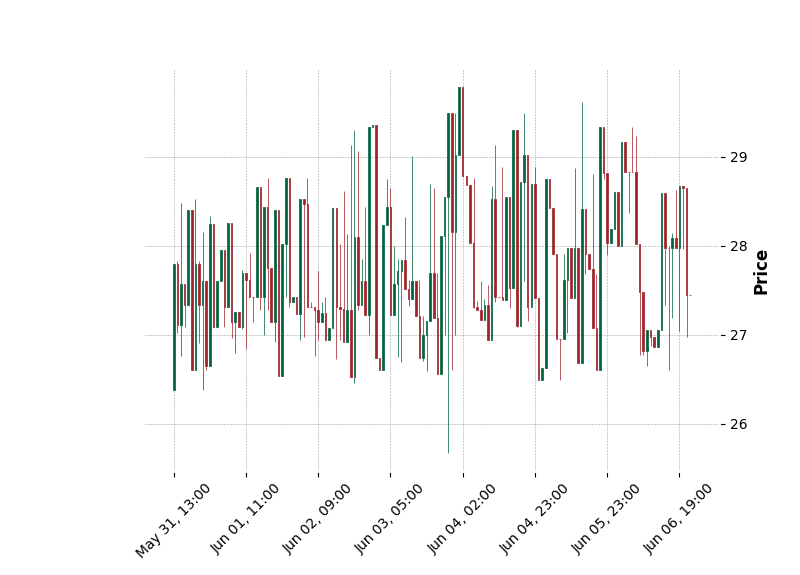 29
28
27
26
Price
May 31, 13:00
Jun 01, 11:00
Jun 02, 09:00
Jun 03, 05:00
Jun 04, 02:00
Jun 04, 23:00
Jun 05, 23:00
Jun 06, 19:00